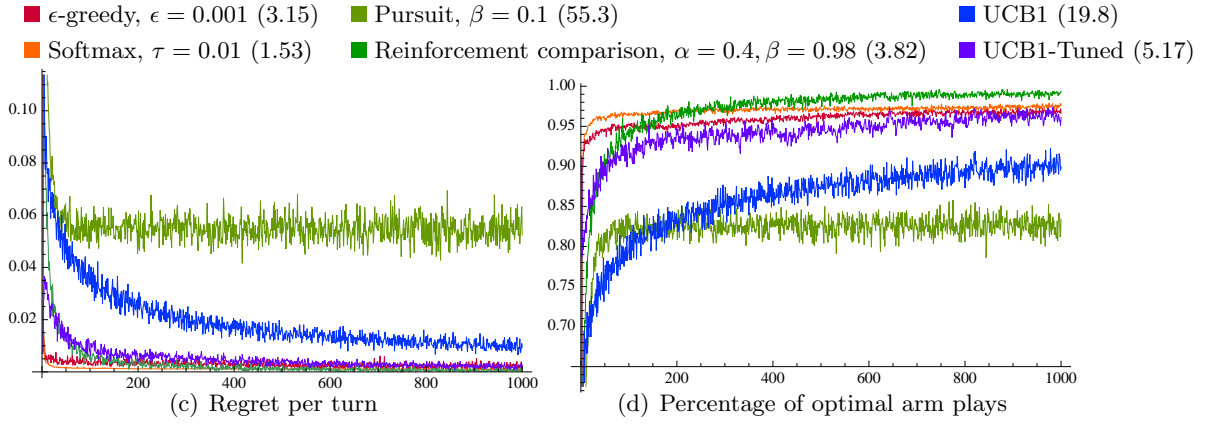 ϵ-greedy, ϵ = 0.001 (3.15) Pursuit, β = 0.1 (55.3) UCB1 (19.8)
Softmax, τ = 0.01 (1.53) Reinforcement comparison, α = 0.4, β = 0.98 (3.82) UCB1-Tuned (5.17)
0.10
0.08
0.06
0.04
0.02
200 400 600 800 1000
(c) Regret per turn
1.00
0.95
0.90
0.85
0.80
0.75
0.70
200 400 600 800 1000
(d) Percentage of optimal arm plays